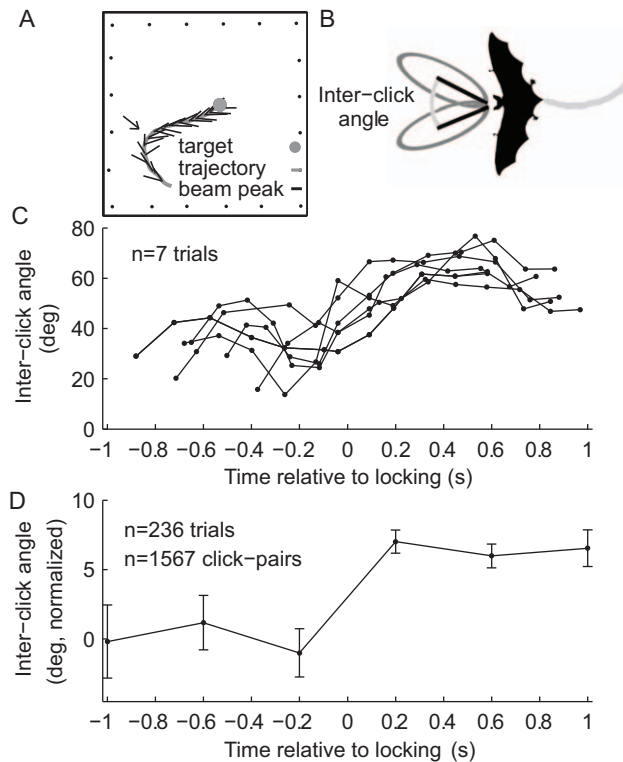 A
target
trajectory
beam peak
B
Inter−click
angle
C
n=7 trials
Inter−click angle
(deg)
80
60
40
20
0
−1 −0.8 −0.6 −0.4 −0.2 0 0.2 0.4 0.6 0.8 1
Time relative to locking (s)
D
n=236 trials
n=1567 click−pairs
Inter−click angle
(deg, normalized)
10
5
0
−1 −0.8 −0.6 −0.4 −0.2 0 0.2 0.4 0.6 0.8 1
Time relative to locking (s)